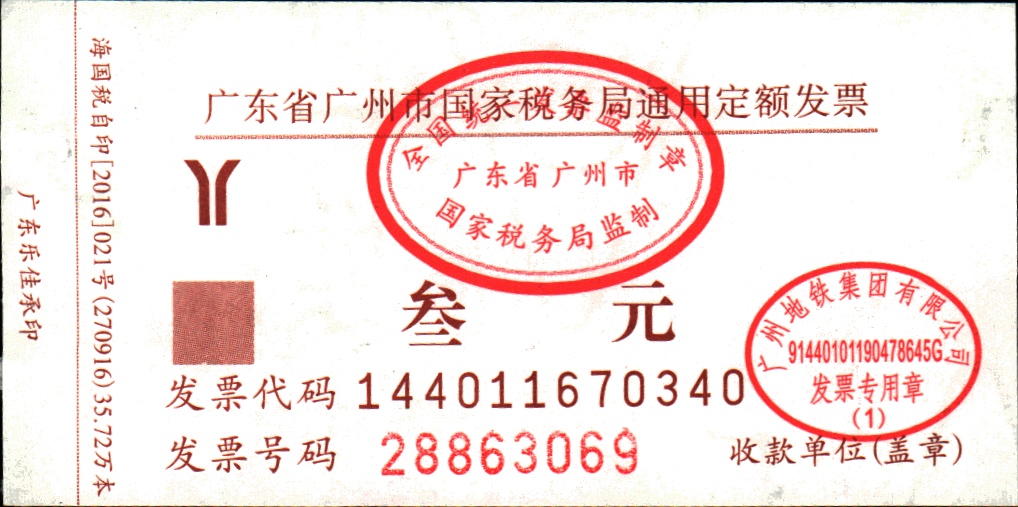 广东省广州市国家税务局通用定额发票
全国统一发票监制章
广东省广州市
国家税务局监制
叁 元
广州地铁集团有限公司
91440101190478645G
发票专用章
(1)
发票代码 144011670340
发票号码 28863069
收款单位(盖章)
海国税自印[2016]021号(270916)35.72万本
广东乐佳承印